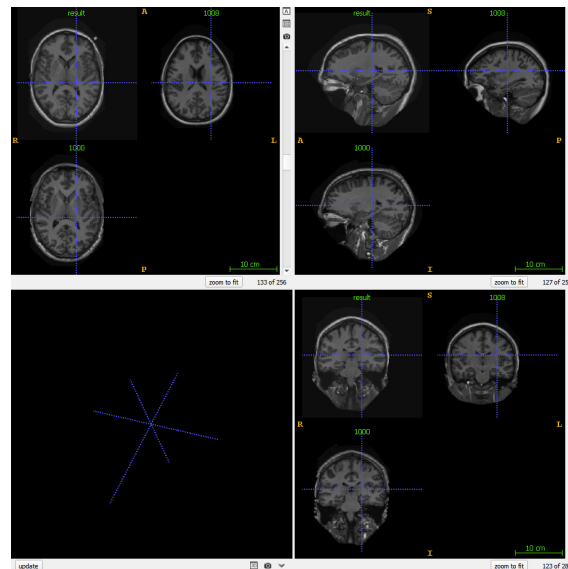 A
result
1008
R
L
1000
P
10 cm
zoom to fit
133 of 256
S
result
1008
A
P
1000
I
10 cm
zoom to fit
127 of 25
update
S
result
1008
R
L
1000
I
10 cm
zoom to fit
123 of 28